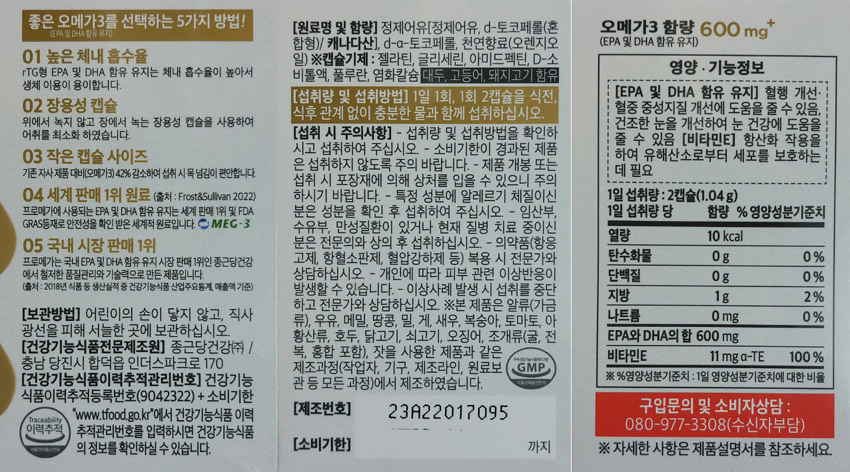 좋은 오메가3를 선택하는 5가지 방법!
01 높은 체내 흡수율
rTG형 EPA 및 DHA 함유 유지는 체내 흡수율이 높아서
생체 이용이 용이합니다.
02 장용성 캡슐
위에서 녹지 않고 장에서 녹는 장용성 캡슐을 사용하여
어취를 최소화 하였습니다.
03 작은 캡슐 사이즈
기존 자사 제품 대비(오메가3) 42% 감소하여 섭취 시 목 넘김이 편안합니다.
04 세계 판매 1위 원료 (출처 : Frost&Sullivan 2022)
프로메가에 사용되는 EPA 및 DHA 함유 유지는 세계 판매 1위 및 FDA
GRAS등재로 안전성을 확인 받은 세계적 원료입니다. MEG-3
05 국내 시장 판매 1위
프로메가는 국내 EPA 및 DHA 함유 유지 시장 판매 1위인 종근당건강
에서 철저한 품질관리와 기술력으로 만든 제품입니다.
(출처 : 2018년 식품 등 생산실적 중 건강기능식품 산업주요통계, 매출액 기준)
[보관방법] 어린이의 손이 닿지 않고, 직사
광선을 피해 서늘한 곳에 보관하십시오.
[건강기능식품전문제조원] 종근당건강㈜ /
충남 당진시 합덕읍 인더스파크로 170
[건강기능식품이력추적관리번호] 건강기능
식품이력추적등록번호(9042322) + 소비기한
Traceability
이력추적
"www.tfood.go.kr"에서 건강기능식품 이력
추적관리번호를 입력하시면 건강기능식품
의 정보를 확인하실 수 있습니다.
[원료명 및 함량] 정제어유[정제어유, d-토코페롤(혼
합형)/ 캐나다산], d-α-토코페롤, 천연향료(오렌지오
일) ※캡슐기제 : 젤라틴, 글리세린, 아미드펙틴, D-소
비톨액, 풀루란, 염화칼슘 대두, 고등어, 돼지고기 함유
[섭취량 및 섭취방법] 1일 1회, 1회 2캡슐을 식전,
식후 관계 없이 충분한 물과 함께 섭취하십시오.
[섭취 시 주의사항] - 섭취량 및 섭취방법을 확인하
시고 섭취하여 주십시오. - 소비기한이 경과된 제품
은 섭취하지 않도록 주의 바랍니다. - 제품 개봉 또는
섭취 시 포장재에 의해 상처를 입을 수 있으니 주의
하시기 바랍니다. - 특정 성분에 알레르기 체질이신
분은 성분을 확인 후 섭취하여 주십시오. - 임산부,
수유부, 만성질환이 있거나 현재 질병 치료 중이신
분은 전문의와 상의 후 섭취하십시오. - 의약품(항응
고제, 항혈소판제, 혈압강하제 등) 복용 시 전문가와
상담하십시오. - 개인에 따라 피부 관련 이상반응이
발생할 수 있습니다. - 이상사례 발생 시 섭취를 중단
하고 전문가와 상담하십시오. ※본 제품은 알류(가금
류), 우유, 메밀, 땅콩, 밀, 게, 새우, 복숭아, 토마토, 아
황산류, 호두, 닭고기, 쇠고기, 오징어, 조개류(굴, 전
복, 홍합 포함), 잣을 사용한 제품과 같은
제조과정(작업자, 기구, 제조라인, 원료보
관 등 모든 과정)에서 제조하였습니다.
GMP
[제조번호] 23A22017095
[소비기한] 까지
오메가3 함량 600 mg+
(EPA 및 DHA 함유 유지)
영양 · 기능정보
[EPA 및 DHA 함유 유지] 혈행 개선·
혈중 중성지질 개선에 도움을 줄 수 있음,
건조한 눈을 개선하여 눈 건강에 도움을
줄 수 있음 [비타민E] 항산화 작용을
하여 유해산소로부터 세포를 보호하는
데 필요
1일 섭취량 : 2캡슐(1.04 g)
1일 섭취량 당 함량 % 영양성분기준치
열량 10 kcal
탄수화물 0 g 0 %
단백질 0 g 0 %
지방 1 g 2 %
나트륨 0 mg 0 %
EPA와 DHA의 합 600 mg
비타민E 11 mg α-TE 100 %
※ %영양성분기준치 : 1일 영양성분기준치에 대한 비율
구입문의 및 소비자상담 :
080-977-3308(수신자부담)
※ 자세한 사항은 제품설명서를 참고하세요.